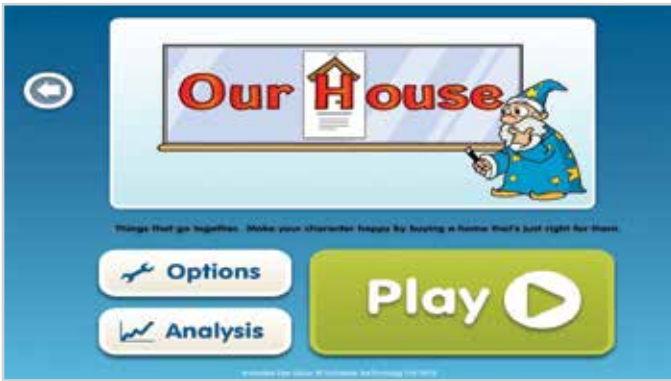 Our House
Things that go together. Make your character happy by buying a home that's just right for them.
Options
Play
Analysis